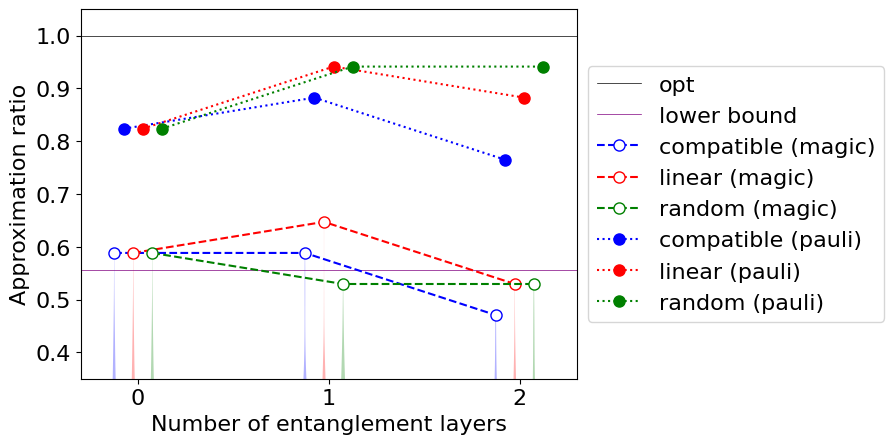 1.0
0.9
0.8
0.7
0.6
0.5
0.4
Approximation ratio
0 1 2
Number of entanglement layers
opt
lower bound
compatible (magic)
linear (magic)
random (magic)
compatible (pauli)
linear (pauli)
random (pauli)